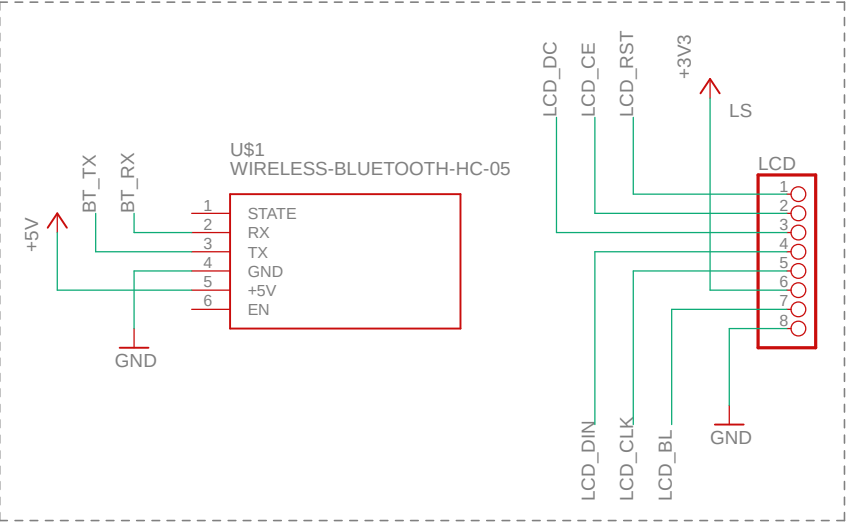 U$1
WIRELESS-BLUETOOTH-HC-05
BT_TX
BT_RX
+5V
1 STATE
2 RX
3 TX
4 GND
5 +5V
6 EN
GND
LCD_DC
LCD_CE
LCD_RST
+3V3
LS
LCD
1
2
3
4
5
6
7
8
LCD_DIN
LCD_CLK
LCD_BL
GND